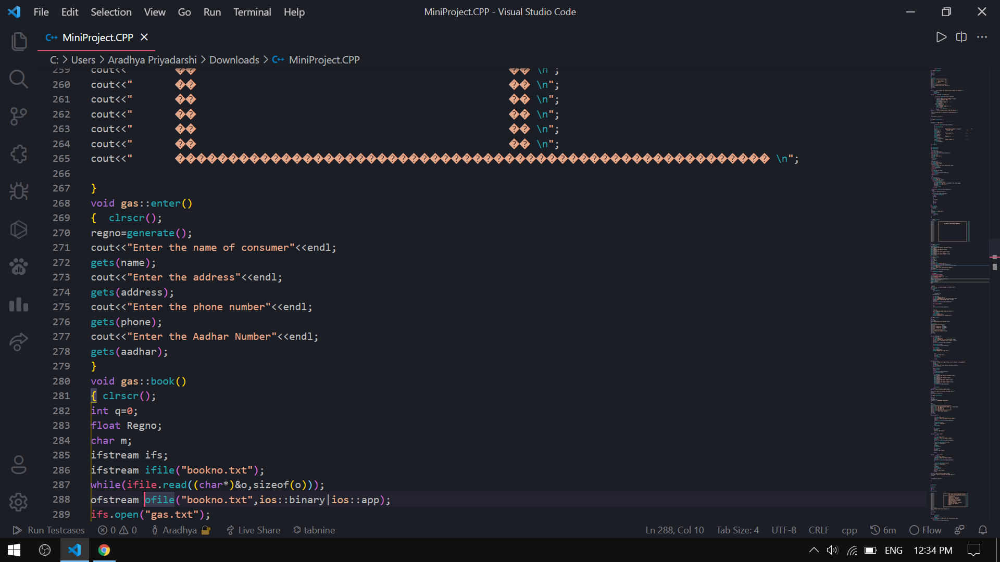 File Edit Selection View Go Run Terminal Help
MiniProject.CPP - Visual Studio Code
C++ MiniProject.CPP
C: > Users > Aradhya Priyadarshi > Downloads > C++ MiniProject.CPP
259 cout<<" �� �� \n";
260 cout<<" �� �� \n";
261 cout<<" �� �� \n";
262 cout<<" �� �� \n";
263 cout<<" �� �� \n";
264 cout<<" �� �� \n";
265 cout<<" �������������������������������������������������������� \n";
266
267 }
268 void gas::enter()
269 { clrscr();
270 regno=generate();
271 cout<<"Enter the name of consumer"<<endl;
272 gets(name);
273 cout<<"Enter the address"<<endl;
274 gets(address);
275 cout<<"Enter the phone number"<<endl;
276 gets(phone);
277 cout<<"Enter the Aadhar Number"<<endl;
278 gets(aadhar);
279 }
280 void gas::book()
281 { clrscr();
282 int q=0;
283 float Regno;
284 char m;
285 ifstream ifs;
286 ifstream ifile("bookno.txt");
287 while(ifile.read((char*)&o,sizeof(o)));
288 ofstream ofile("bookno.txt",ios::binary|ios::app);
289 ifs.open("gas.txt");
Run Testcases 0 0 Aradhya Live Share tabnine
Ln 288, Col 10 Tab Size: 4 UTF-8 CRLF cpp 6m Flow
ENG 12:34 PM